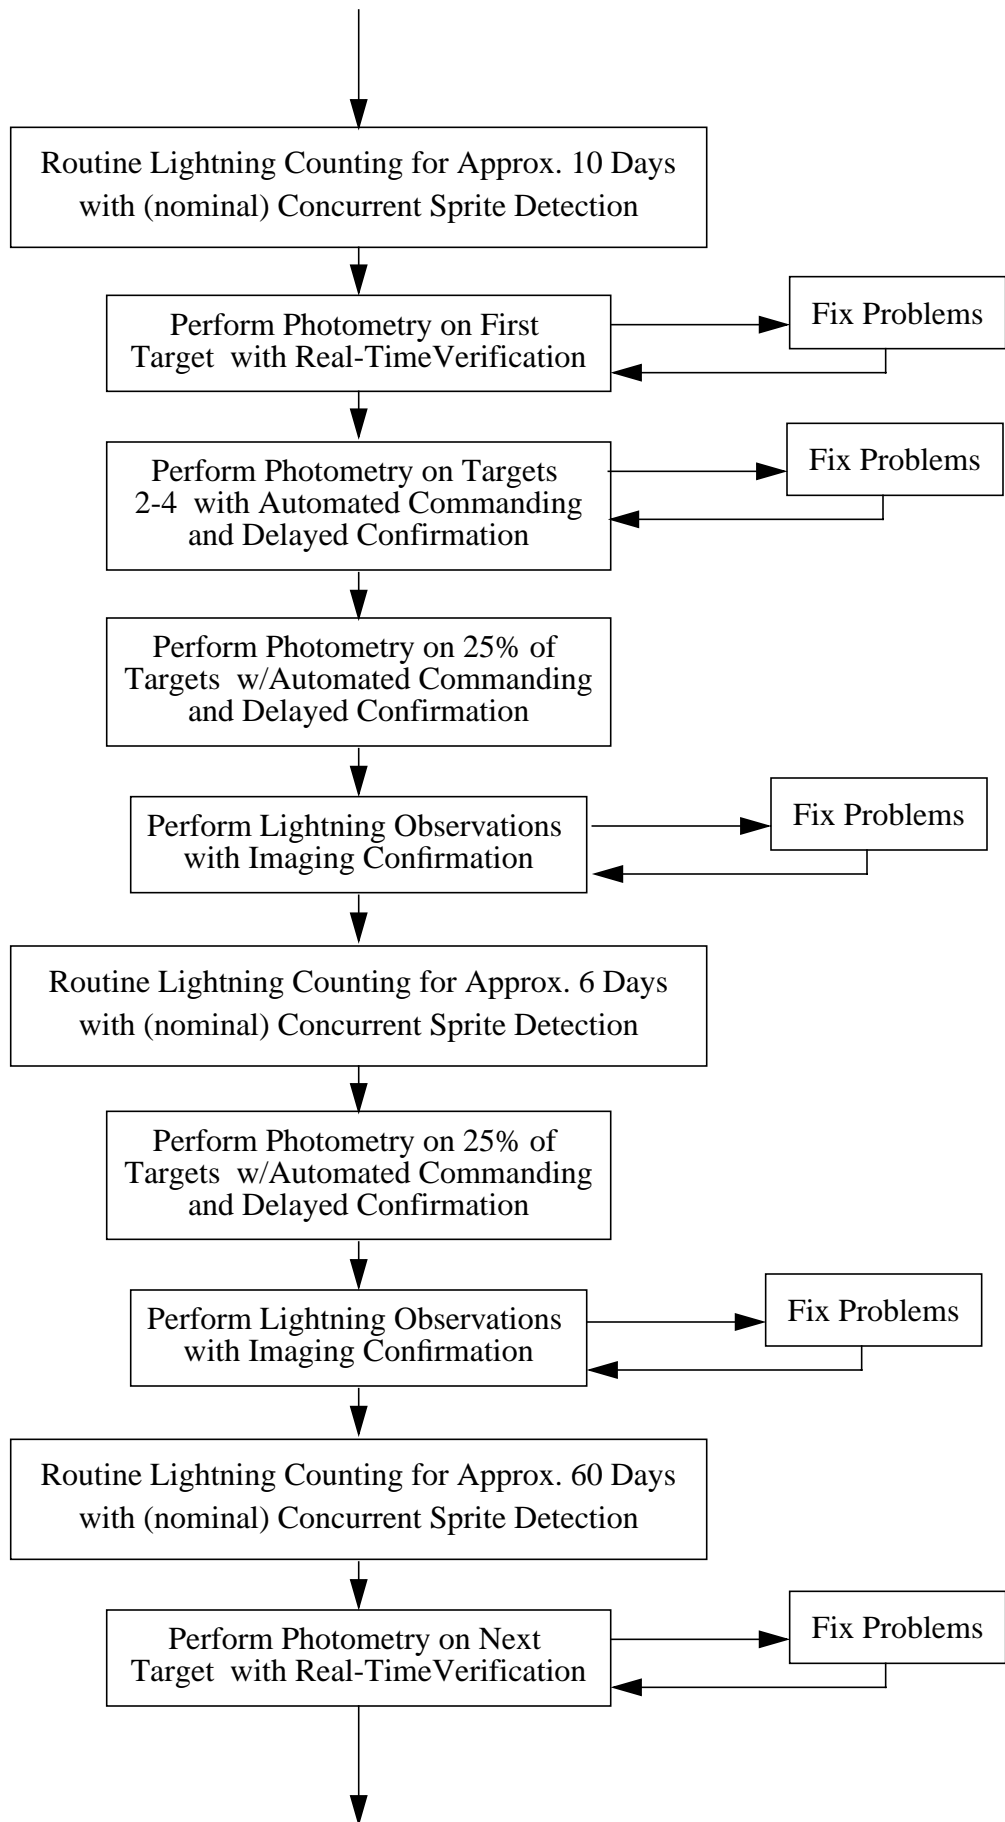 Routine Lightning Counting for Approx. 10 Days
with (nominal) Concurrent Sprite Detection
Perform Photometry on First
Target with Real-TimeVerification
Fix Problems
Perform Photometry on Targets
2-4 with Automated Commanding
and Delayed Confirmation
Fix Problems
Perform Photometry on 25% of
Targets w/Automated Commanding
and Delayed Confirmation
Perform Lightning Observations
with Imaging Confirmation
Fix Problems
Routine Lightning Counting for Approx. 6 Days
with (nominal) Concurrent Sprite Detection
Perform Photometry on 25% of
Targets w/Automated Commanding
and Delayed Confirmation
Perform Lightning Observations
with Imaging Confirmation
Fix Problems
Routine Lightning Counting for Approx. 60 Days
with (nominal) Concurrent Sprite Detection
Perform Photometry on Next
Target with Real-TimeVerification
Fix Problems